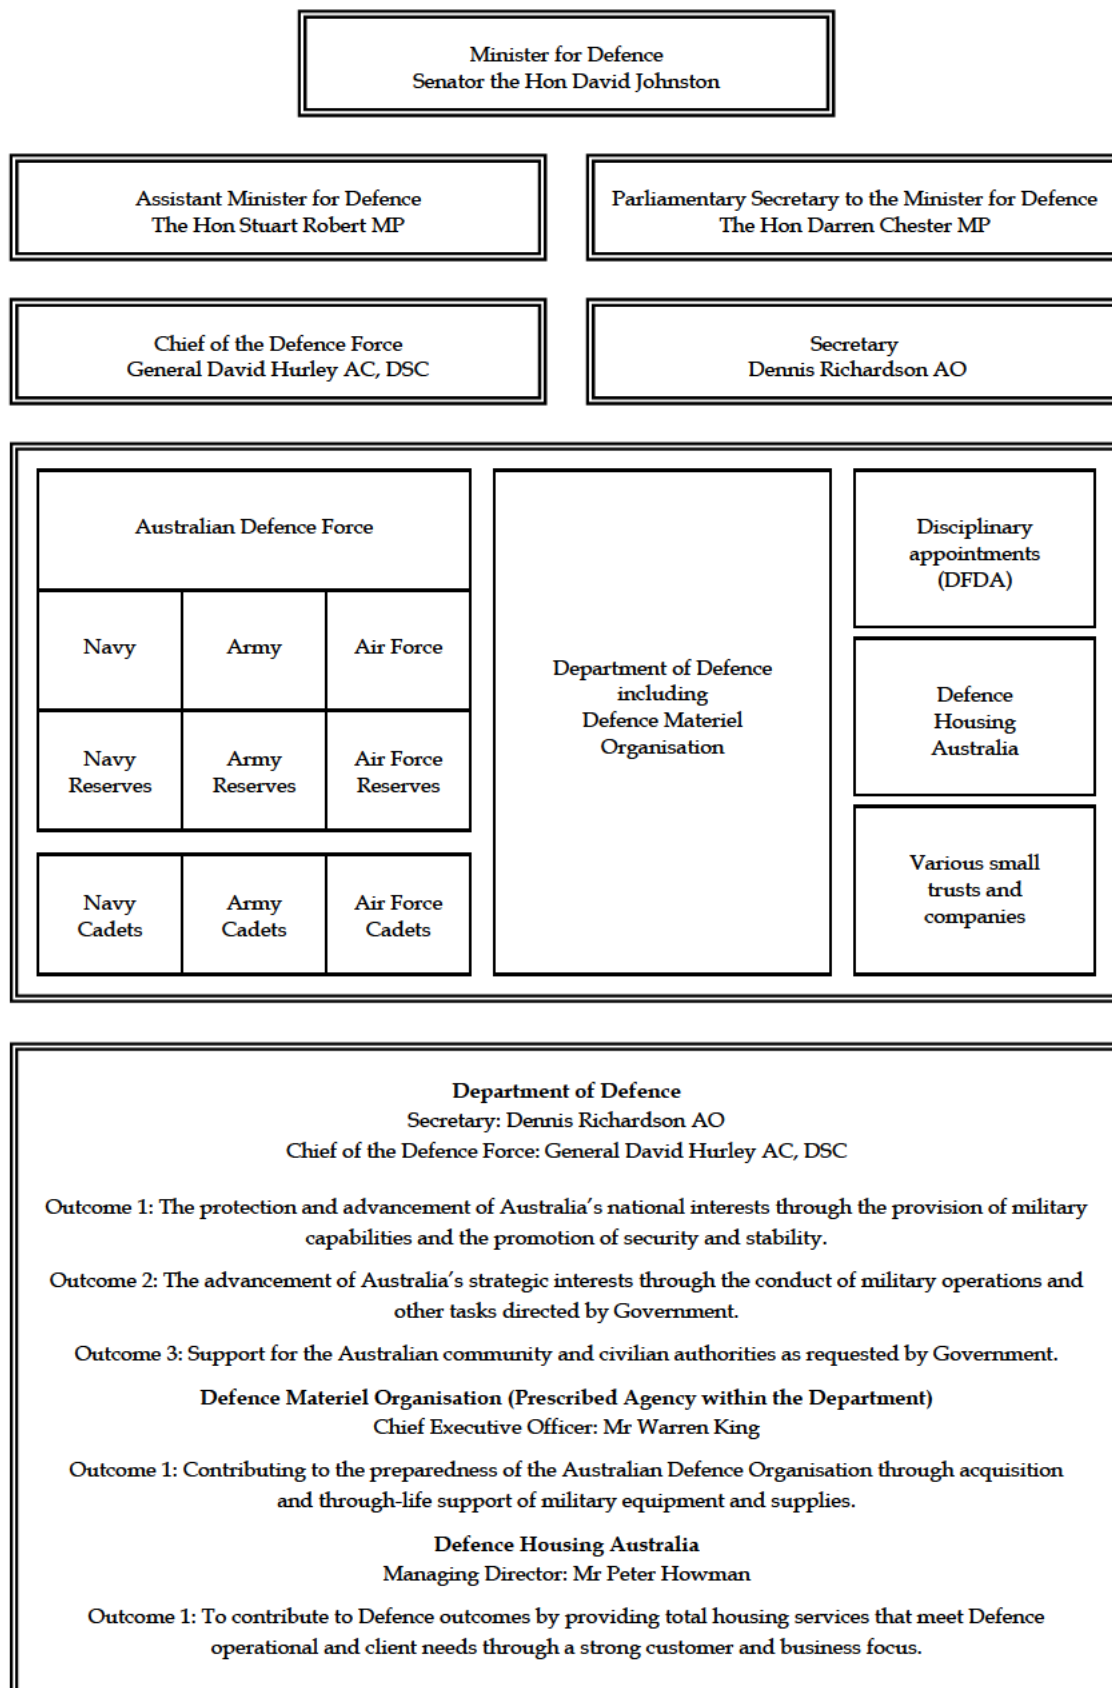 Minister for Defence
Senator the Hon David Johnston
Assistant Minister for Defence
The Hon Stuart Robert MP
Parliamentary Secretary to the Minister for Defence
The Hon Darren Chester MP
Chief of the Defence Force
General David Hurley AC, DSC
Secretary
Dennis Richardson AO
Australian Defence Force
Navy
Army
Air Force
Navy
Reserves
Army
Reserves
Air Force
Reserves
Navy
Cadets
Army
Cadets
Air Force
Cadets
Department of Defence
including
Defence Materiel
Organisation
Disciplinary
appointments
(DFDA)
Defence
Housing
Australia
Various small
trusts and
companies
Department of Defence
Secretary: Dennis Richardson AO
Chief of the Defence Force: General David Hurley AC, DSC
Outcome 1: The protection and advancement of Australia's national interests through the provision of military
capabilities and the promotion of security and stability.
Outcome 2: The advancement of Australia's strategic interests through the conduct of military operations and
other tasks directed by Government.
Outcome 3: Support for the Australian community and civilian authorities as requested by Government.
Defence Materiel Organisation (Prescribed Agency within the Department)
Chief Executive Officer: Mr Warren King
Outcome 1: Contributing to the preparedness of the Australian Defence Organisation through acquisition
and through-life support of military equipment and supplies.
Defence Housing Australia
Managing Director: Mr Peter Howman
Outcome 1: To contribute to Defence outcomes by providing total housing services that meet Defence
operational and client needs through a strong customer and business focus.